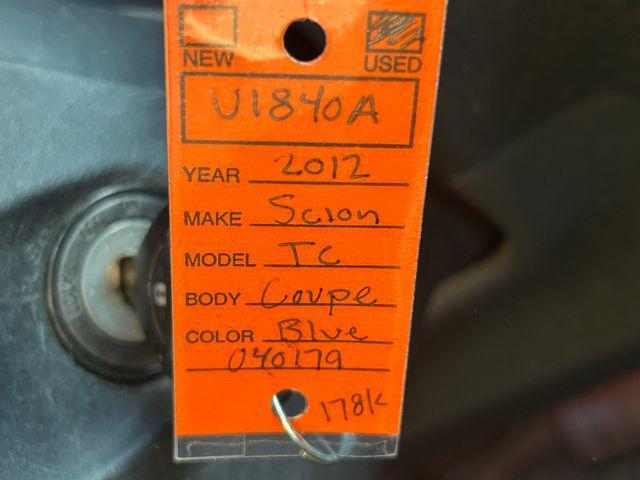 NEW USED
U1840A
YEAR 2012
MAKE Scion
MODEL TC
BODY Coupe
COLOR Blue
040179
178K